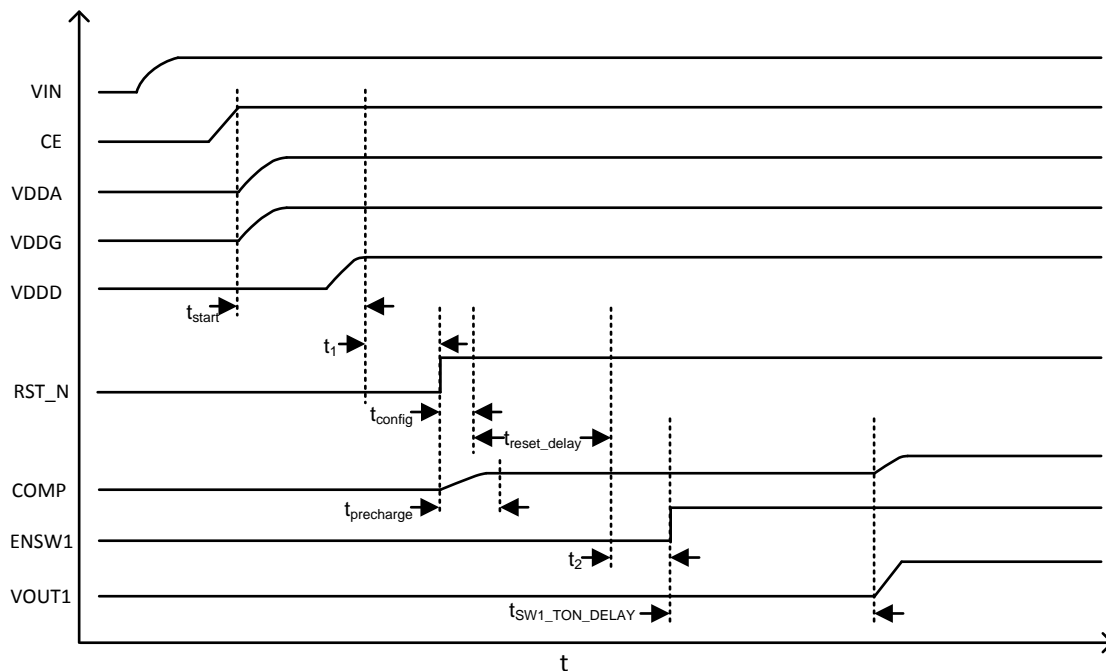 VIN
CE
VDDA
VDDG
VDDD
tstart
t1
RST_N
tconfig
treset_delay
COMP
tprecharge
ENSW1
t2
VOUT1
tSW1_TON_DELAY
t